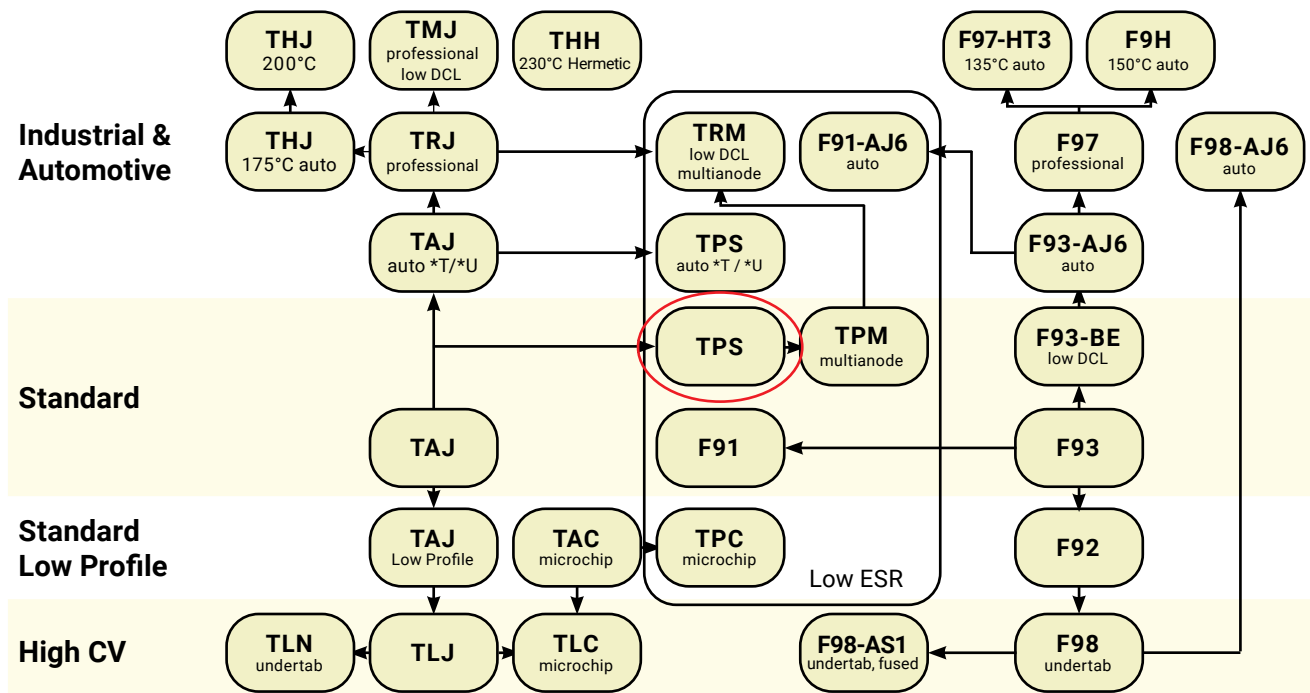 THJ
200°C
TMJ
professional
low DCL
THH
230°C Hermetic
F97-HT3
135°C auto
F9H
150°C auto
Industrial &
Automotive
THJ
175°C auto
TRJ
professional
TRM
low DCL
multianode
F91-AJ6
auto
F97
professional
F98-AJ6
auto
TAJ
auto *T/*U
TPS
auto *T / *U
F93-AJ6
auto
Standard
TPS
TPM
multianode
F93-BE
low DCL
TAJ
F91
F93
Standard
Low Profile
TAJ
Low Profile
TAC
microchip
TPC
microchip
F92
Low ESR
High CV
TLN
undertab
TLJ
TLC
microchip
F98-AS1
undertab, fused
F98
undertab